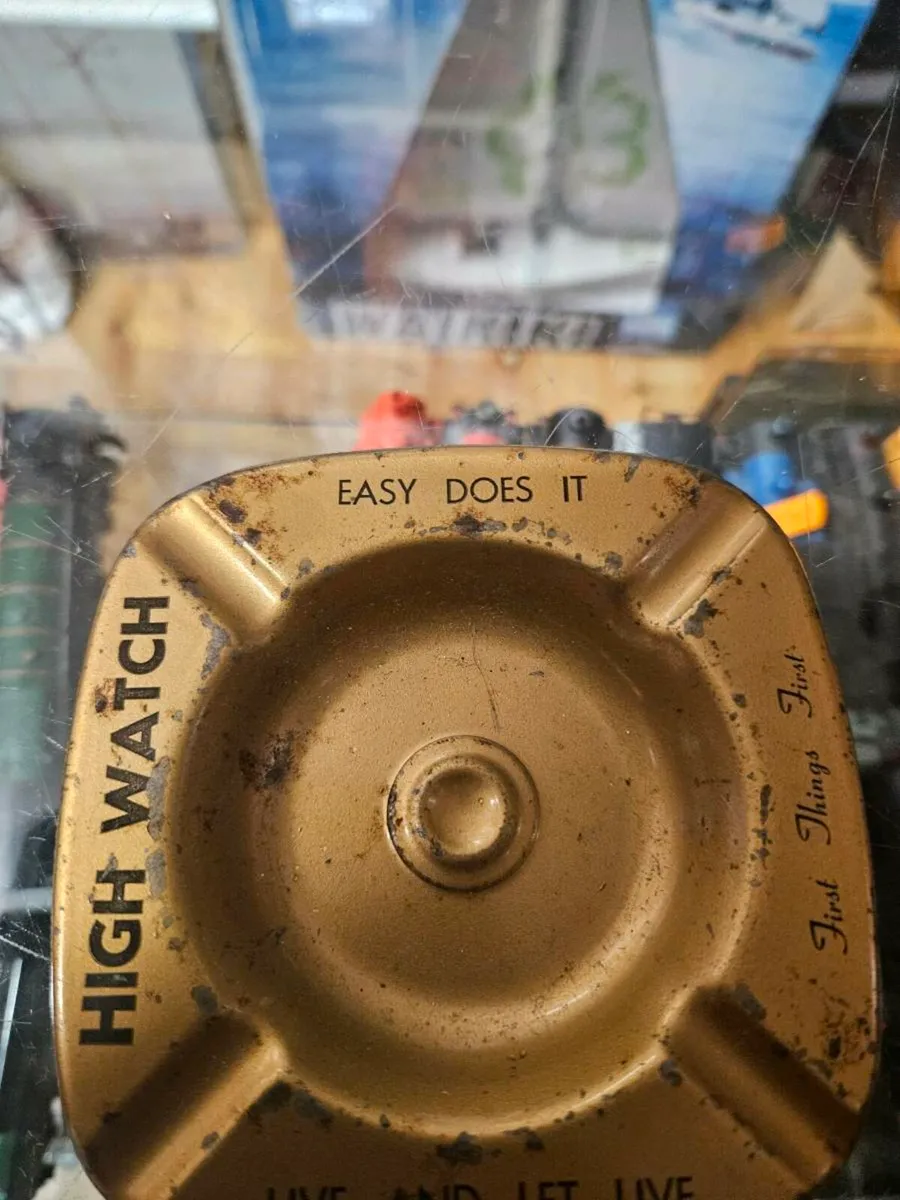 EASY DOES IT
HIGH WATCH
First Things First
LIVE AND LET LIVE